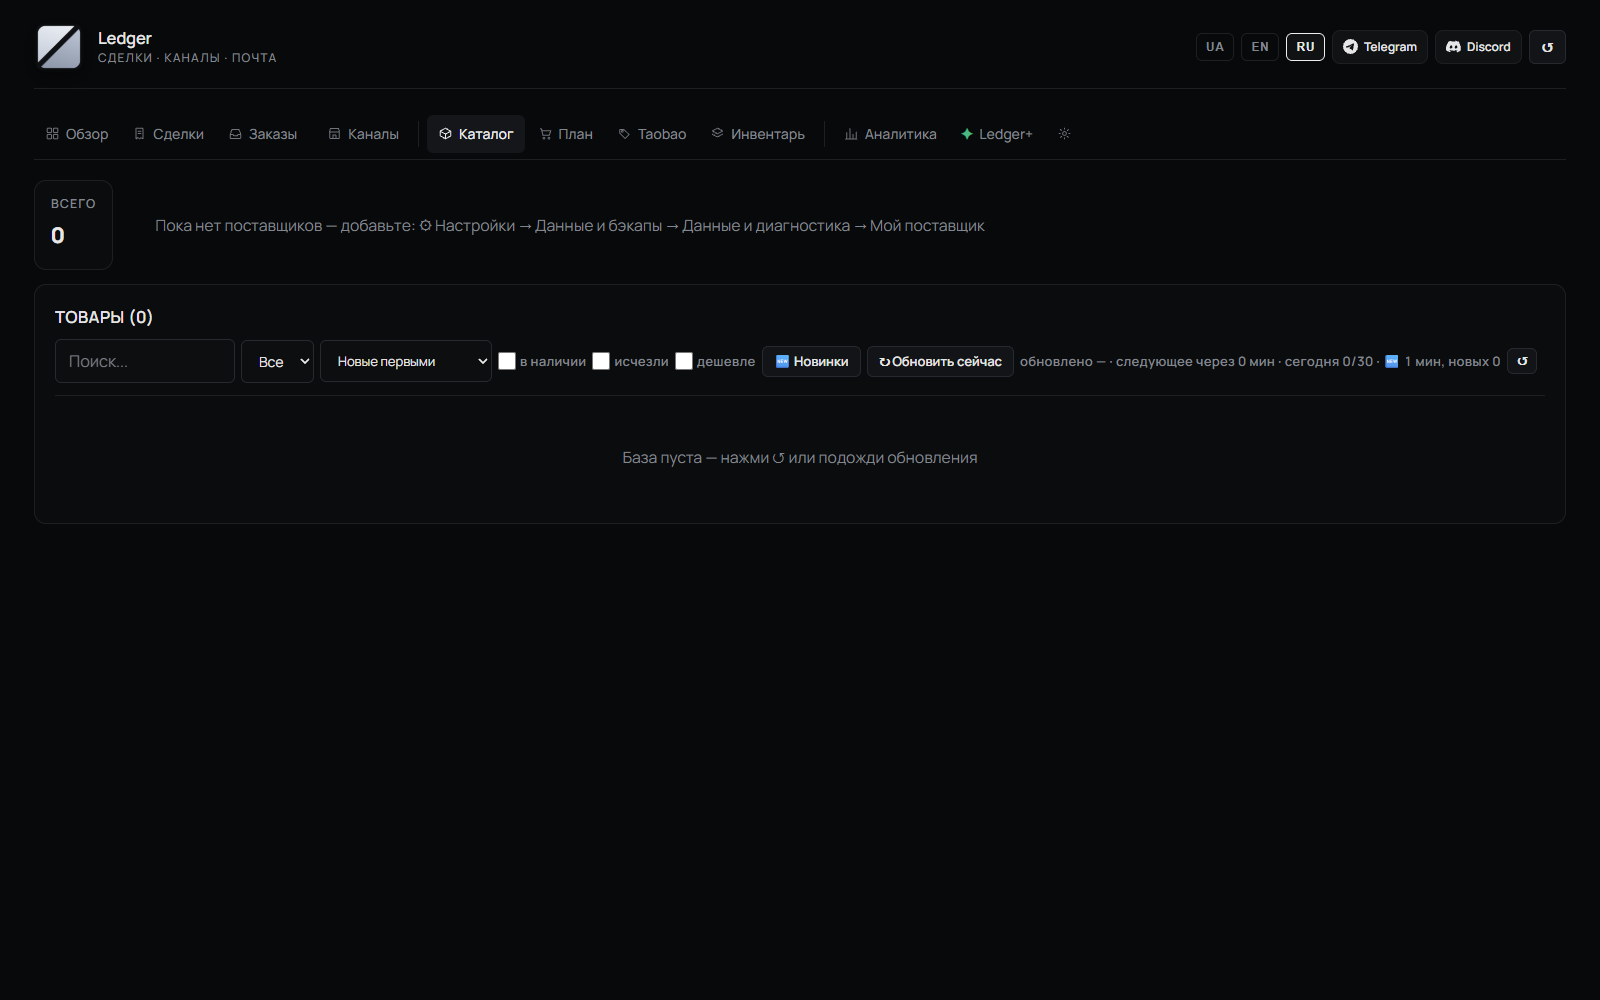 Ledger
СДЕЛКИ · КАНАЛЫ · ПОЧТА
UA EN RU Telegram Discord ↺
Обзор Сделки Заказы Каналы Каталог План Taobao Инвентарь Аналитика Ledger+
ВСЕГО
0
Пока нет поставщиков — добавьте: ⚙ Настройки → Данные и бэкапы → Данные и диагностика → Мой поставщик
ТОВАРЫ (0)
Поиск... Все Новые первыми в наличии исчезли дешевле 🆕 Новинки ↻ Обновить сейчас обновлено — · следующее через 0 мин · сегодня 0/30 · 🆕 1 мин, новых 0 ↺
База пуста — нажми ↺ или подожди обновления